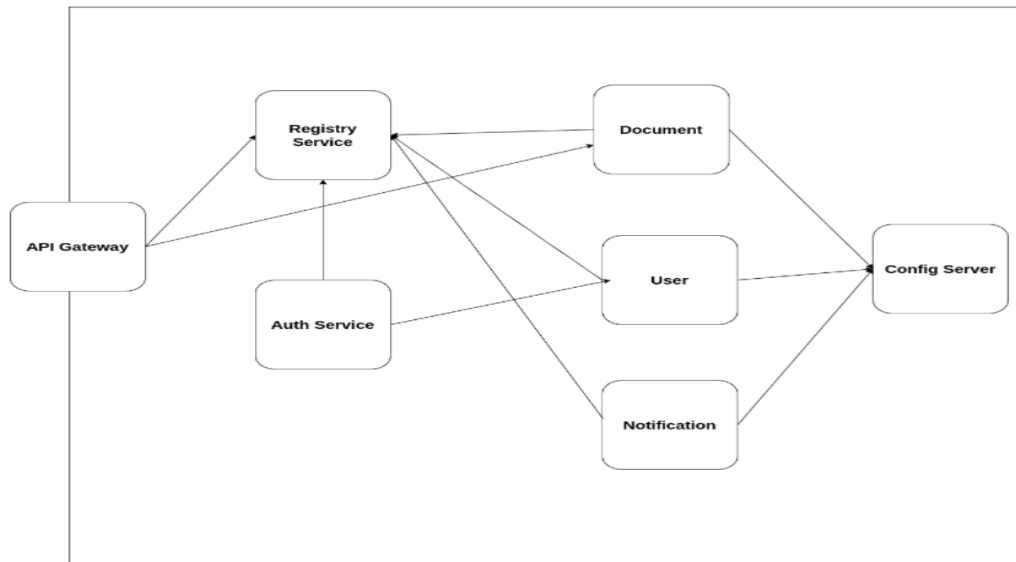 Registry
Service
Document
API Gateway
Auth Service
User
Config Server
Notification